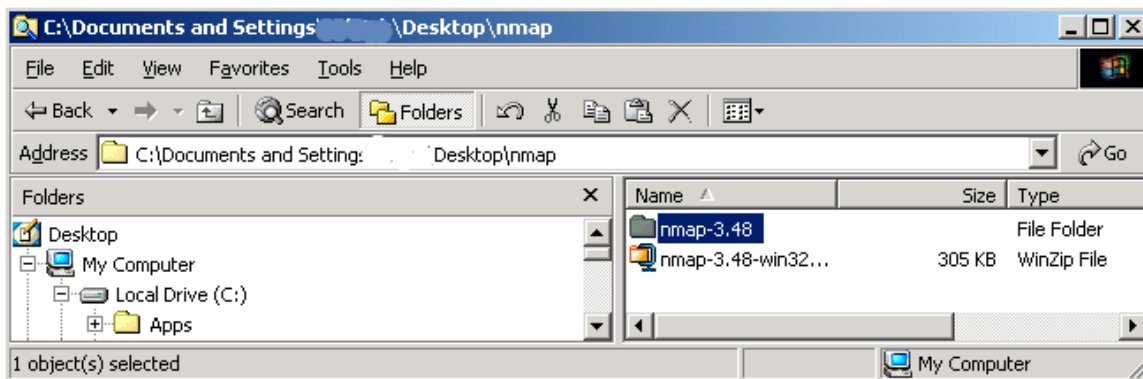 C:\Documents and Settings \Desktop\nmap
File Edit View Favorites Tools Help
Back Search Folders Go
Address C:\Documents and Setting: Desktop\nmap Go
Folders Name Size Type
Desktop nmap-3.48 File Folder
My Computer nmap-3.48-win32... 305 KB WinZip File
Local Drive (C:)
Apps
1 object(s) selected My Computer